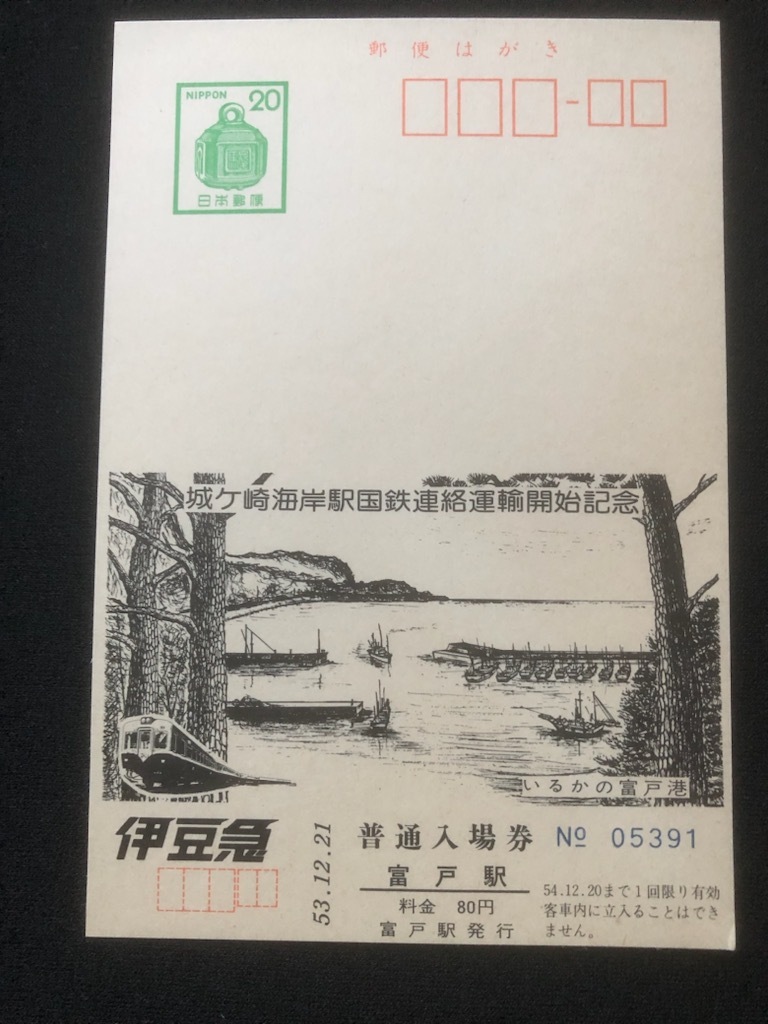 郵便はがき
NIPPON 20
日本郵便
城ケ崎海岸駅国鉄連絡運輸開始記念
いるかの富戸港
伊豆急
53.12.21
普通入場券 № 05391
富戸駅
料金 80円
富戸駅発行
54.12.20まで1回限り有効
客車内に立入ることはでき
ません。